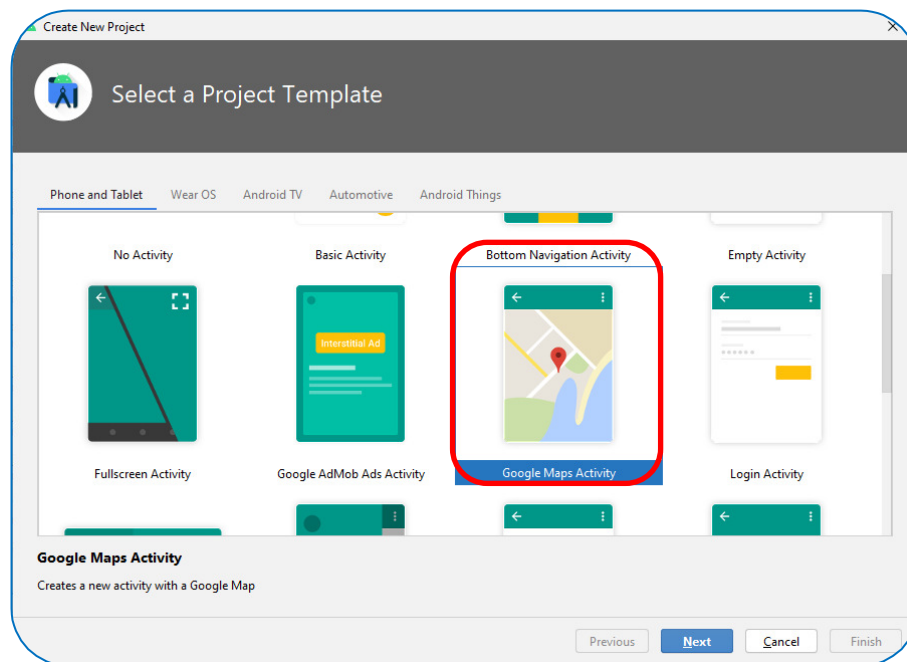 Create New Project
Select a Project Template
Phone and Tablet Wear OS Android TV Automotive Android Things
No Activity Basic Activity Bottom Navigation Activity Empty Activity
Interstitial Ad
Fullscreen Activity Google AdMob Ads Activity Google Maps Activity Login Activity
Google Maps Activity
Creates a new activity with a Google Map
Previous Next Cancel Finish